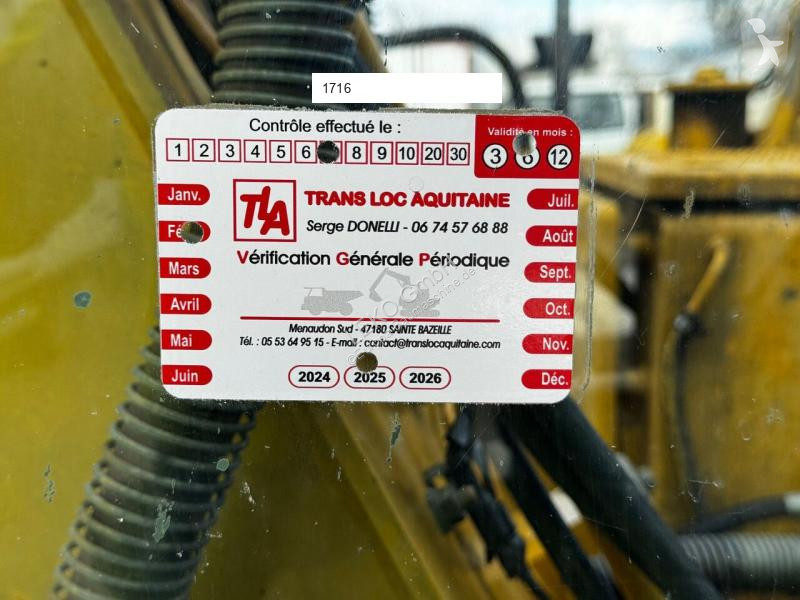 1716
Contrôle effectué le :
Validité en mois :
1 2 3 4 5 6 8 9 10 20 30
3 6 12
Janv.
Juil.
TLA
TRANS LOC AQUITAINE
Serge DONELLI - 06 74 57 68 88
Août
Vérification Générale Périodique
Mars
Sept.
Avril
Oct.
Menaudon Sud - 47180 SAINTE BAZEILLE
Mai
Tél. : 05 53 64 95 15 - E-mail : contact@translocaquitaine.com
Nov.
Juin
2024 2025 2026
Déc.